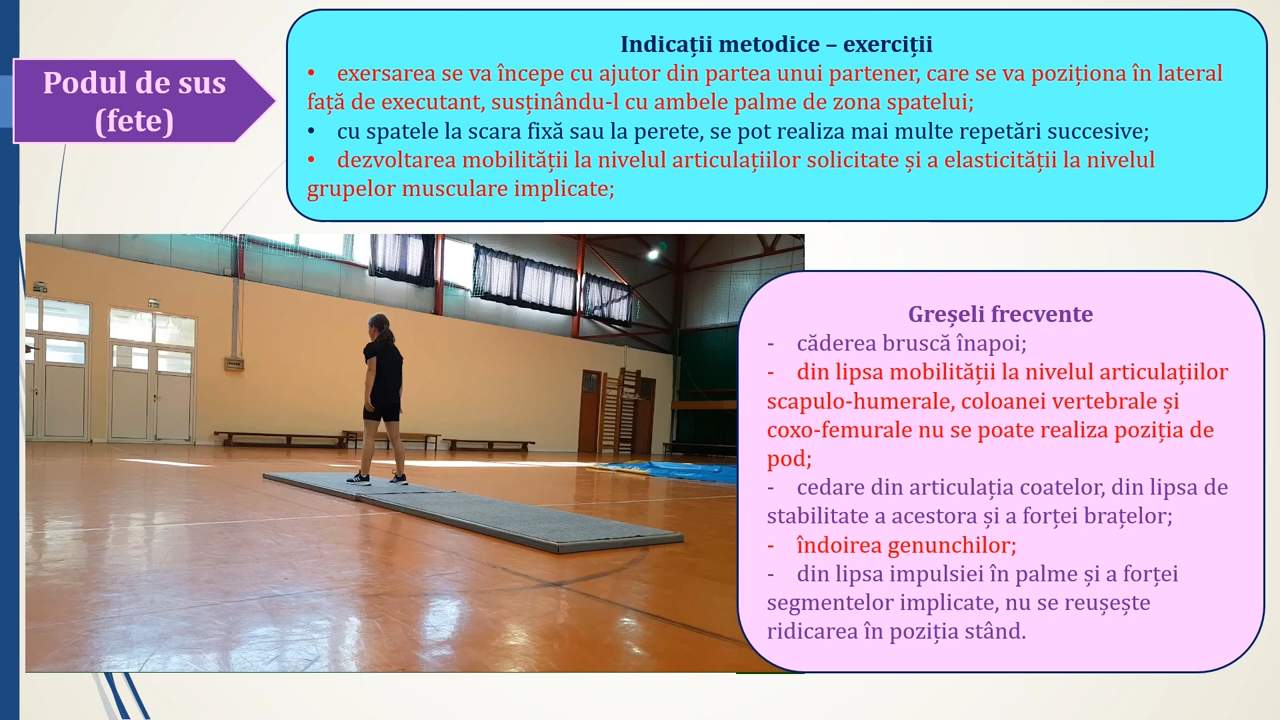 Podul de sus
(fete)
Indicații metodice – exerciții
• exersarea se va începe cu ajutor din partea unui partener, care se va poziționa în lateral
față de executant, susținându-l cu ambele palme de zona spatelui;
• cu spatele la scara fixă sau la perete, se pot realiza mai multe repetări succesive;
• dezvoltarea mobilității la nivelul articulațiilor solicitate și a elasticității la nivelul
grupelor musculare implicate;
Greșeli frecvente
- căderea bruscă înapoi;
- din lipsa mobilității la nivelul articulațiilor
scapulo-humerale, coloanei vertebrale și
coxo-femurale nu se poate realiza poziția de
pod;
- cedare din articulația coatelor, din lipsa de
stabilitate a acestora și a forței brațelor;
- îndoirea genunchilor;
- din lipsa impulsiei în palme și a forței
segmentelor implicate, nu se reușește
ridicarea în poziția stând.